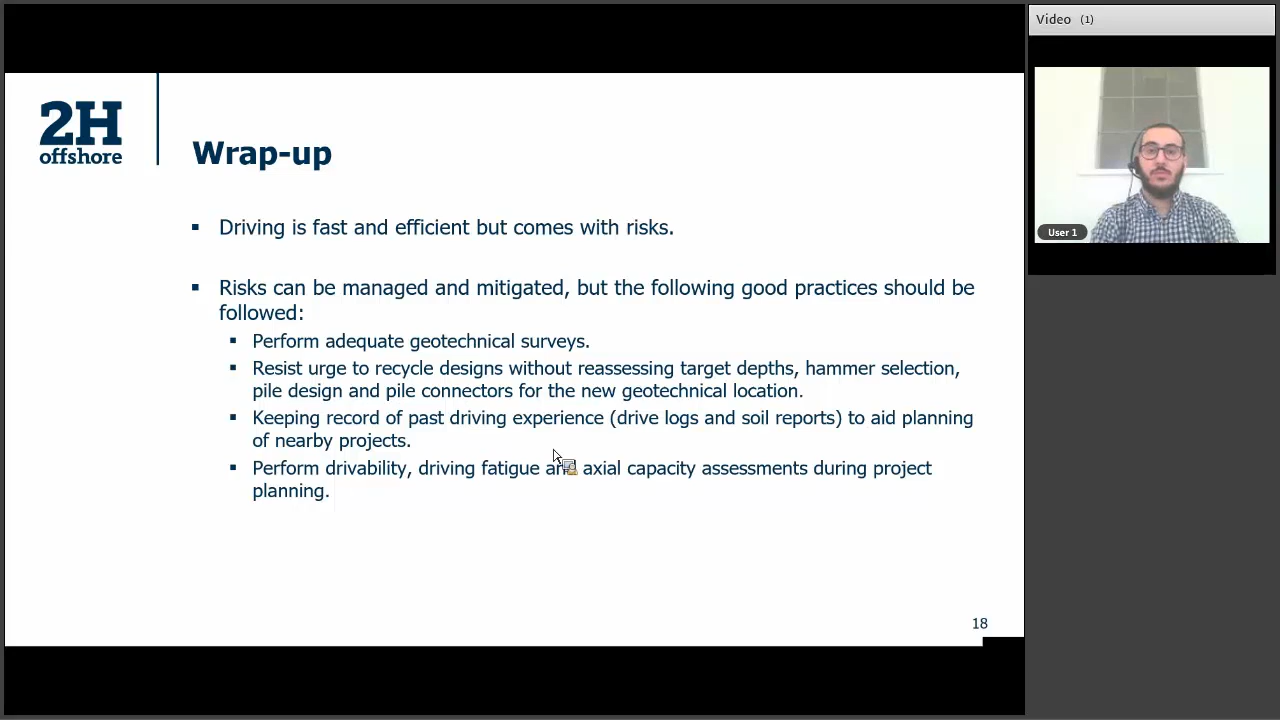 Video (1)
2H
offshore
Wrap-up
▪ Driving is fast and efficient but comes with risks.
▪ Risks can be managed and mitigated, but the following good practices should be
followed:
▪ Perform adequate geotechnical surveys.
▪ Resist urge to recycle designs without reassessing target depths, hammer selection,
pile design and pile connectors for the new geotechnical location.
▪ Keeping record of past driving experience (drive logs and soil reports) to aid planning
of nearby projects.
▪ Perform drivability, driving fatigue and axial capacity assessments during project
planning.
18
User 1